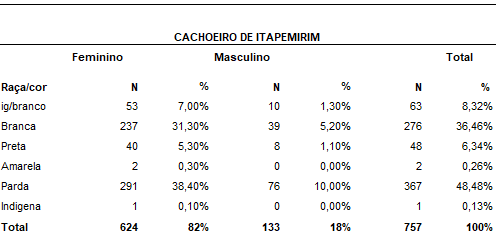 CACHOEIRO DE ITAPEMIRIM
Feminino Masculino Total
Raça/cor N % N % N %
ig/branco 53 7,00% 10 1,30% 63 8,32%
Branca 237 31,30% 39 5,20% 276 36,46%
Preta 40 5,30% 8 1,10% 48 6,34%
Amarela 2 0,30% 0 0,00% 2 0,26%
Parda 291 38,40% 76 10,00% 367 48,48%
Indigena 1 0,10% 0 0,00% 1 0,13%
Total 624 82% 133 18% 757 100%